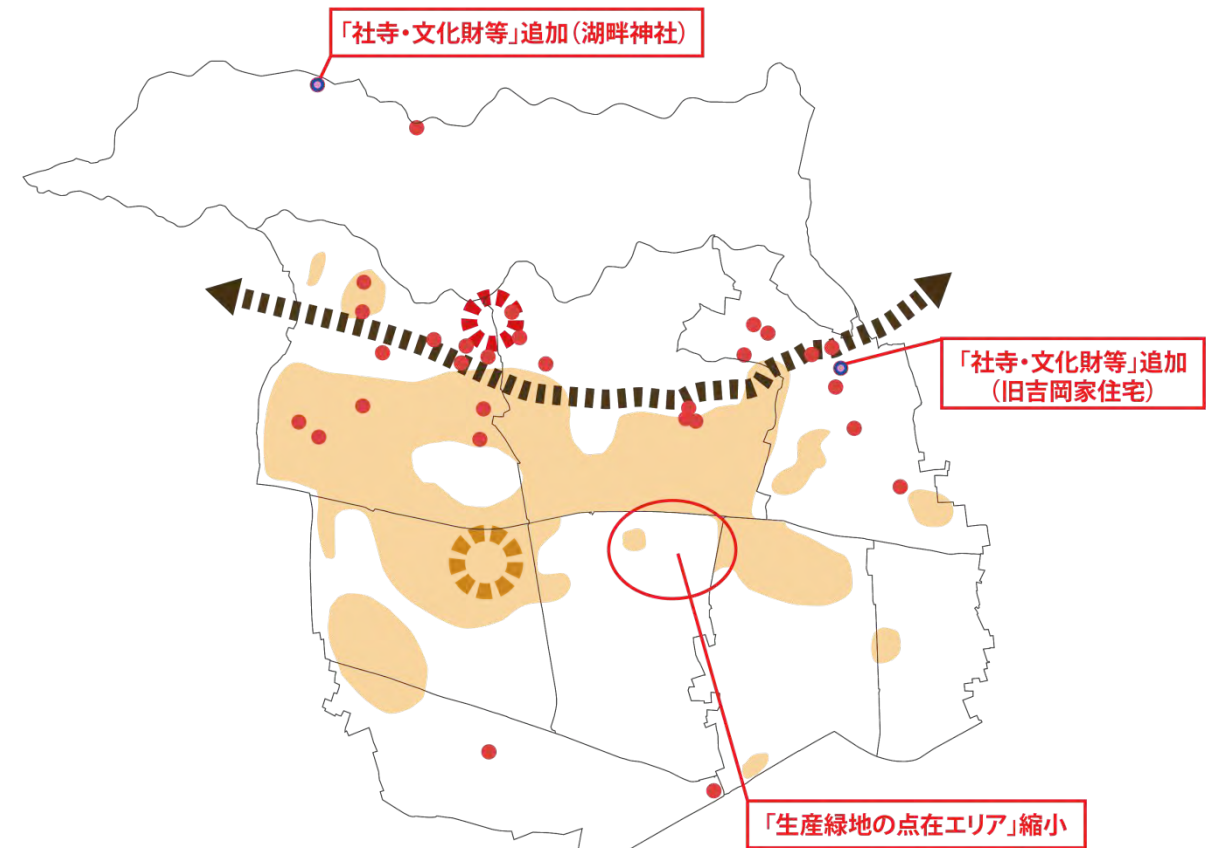 「社寺・文化財等」追加（湖畔神社）
「社寺・文化財等」追加
（旧吉岡家住宅）
「生産緑地の点在エリア」縮小